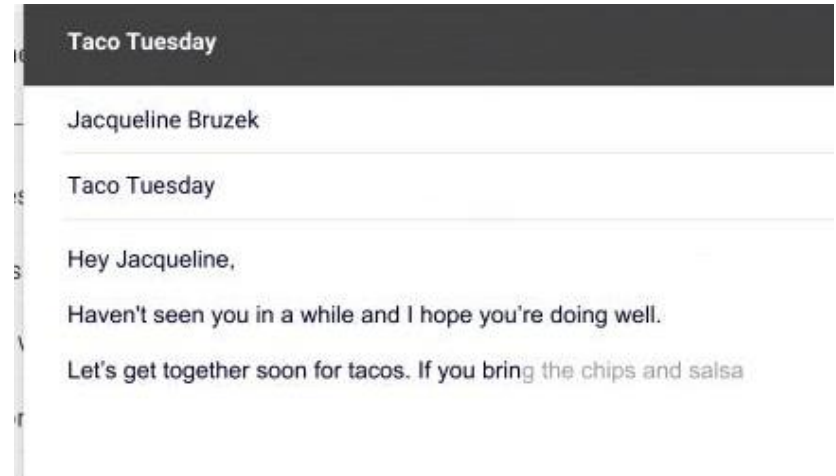 Taco Tuesday
Jacqueline Bruzek
Taco Tuesday
Hey Jacqueline,
Haven't seen you in a while and I hope you're doing well.
Let's get together soon for tacos. If you bring the chips and salsa